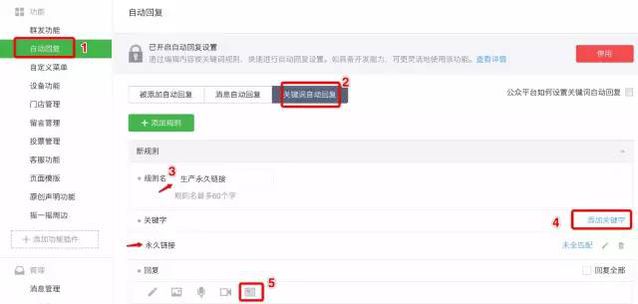 功能
自动回复
群发功能
自动回复
1
已开启自动回复设置
通过编辑内容或关键词规则，快速进行自动回复设置。如具备开发能力，可更灵活地使用该功能。查看详情
停用
自定义菜单
设备功能
2
门店管理
被添加自动回复
消息自动回复
关键词自动回复
公众平台如何设置关键词自动回复
留言管理
投票管理
+ 添加规则
客服功能
页面模版
新规则
原创声明功能
3
规则名
生产永久链接
摇一摇周边
规则名最多60个字
4
关键字
添加关键字
+ 添加功能插件
永久链接
未全匹配
管理
回复
回复全部
消息管理
5